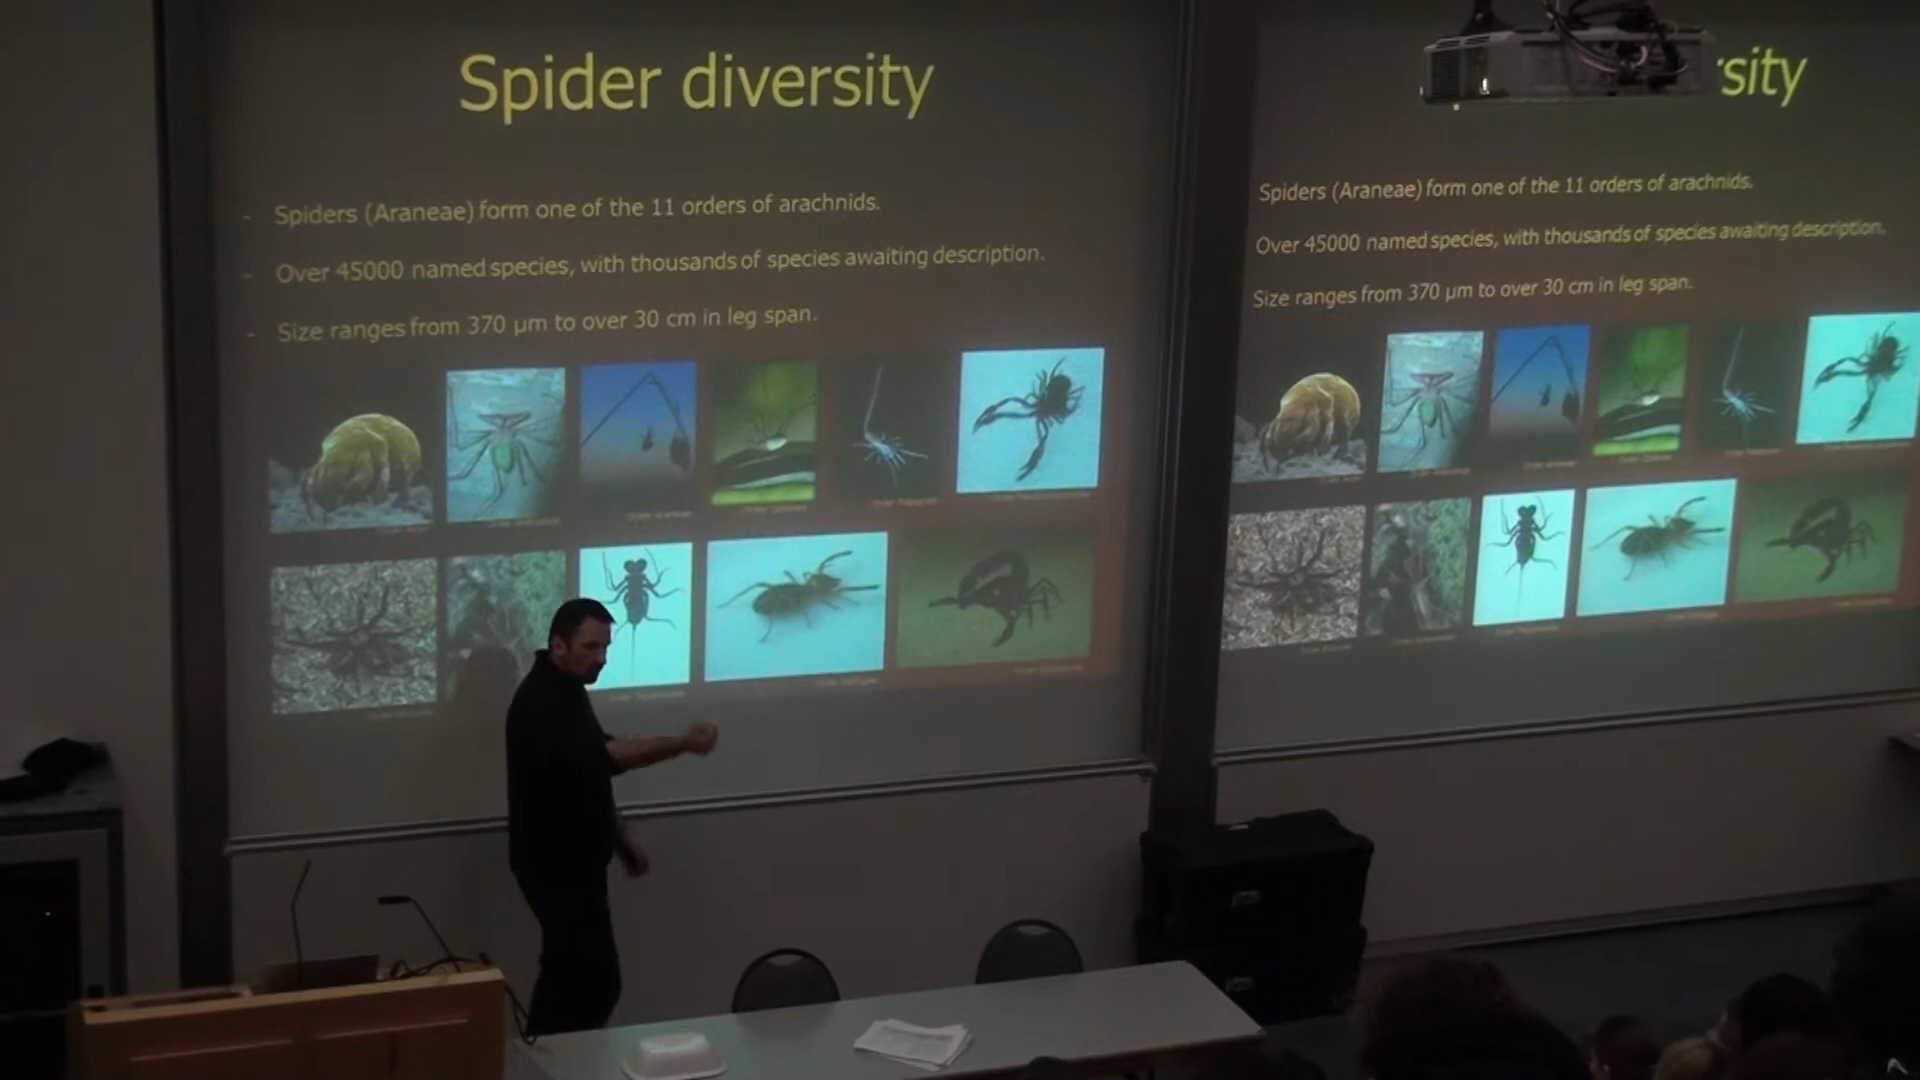 Spider diversity
- Spiders (Araneae) form one of the 11 orders of arachnids.
- Over 45000 named species, with thousands of species awaiting description.
- Size ranges from 370 µm to over 30 cm in leg span.
sity
Spiders (Araneae) form one of the 11 orders of arachnids.
Over 45000 named species, with thousands of species awaiting description.
Size ranges from 370 µm to over 30 cm in leg span.